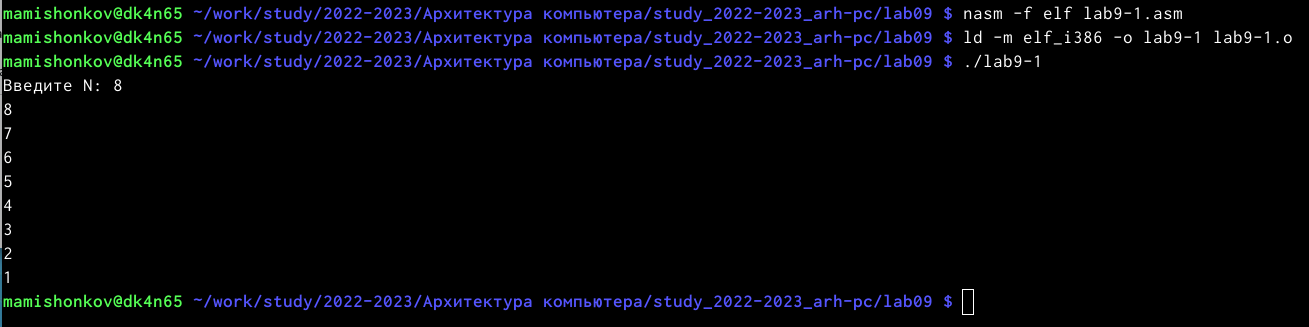 mamishonkov@dk4n65 ~/work/study/2022-2023/Архитектура компьютера/study_2022-2023_arh-pc/lab09 $ nasm -f elf lab9-1.asm
mamishonkov@dk4n65 ~/work/study/2022-2023/Архитектура компьютера/study_2022-2023_arh-pc/lab09 $ ld -m elf_i386 -o lab9-1 lab9-1.o
mamishonkov@dk4n65 ~/work/study/2022-2023/Архитектура компьютера/study_2022-2023_arh-pc/lab09 $ ./lab9-1
Введите N: 8
8
7
6
5
4
3
2
1
mamishonkov@dk4n65 ~/work/study/2022-2023/Архитектура компьютера/study_2022-2023_arh-pc/lab09 $